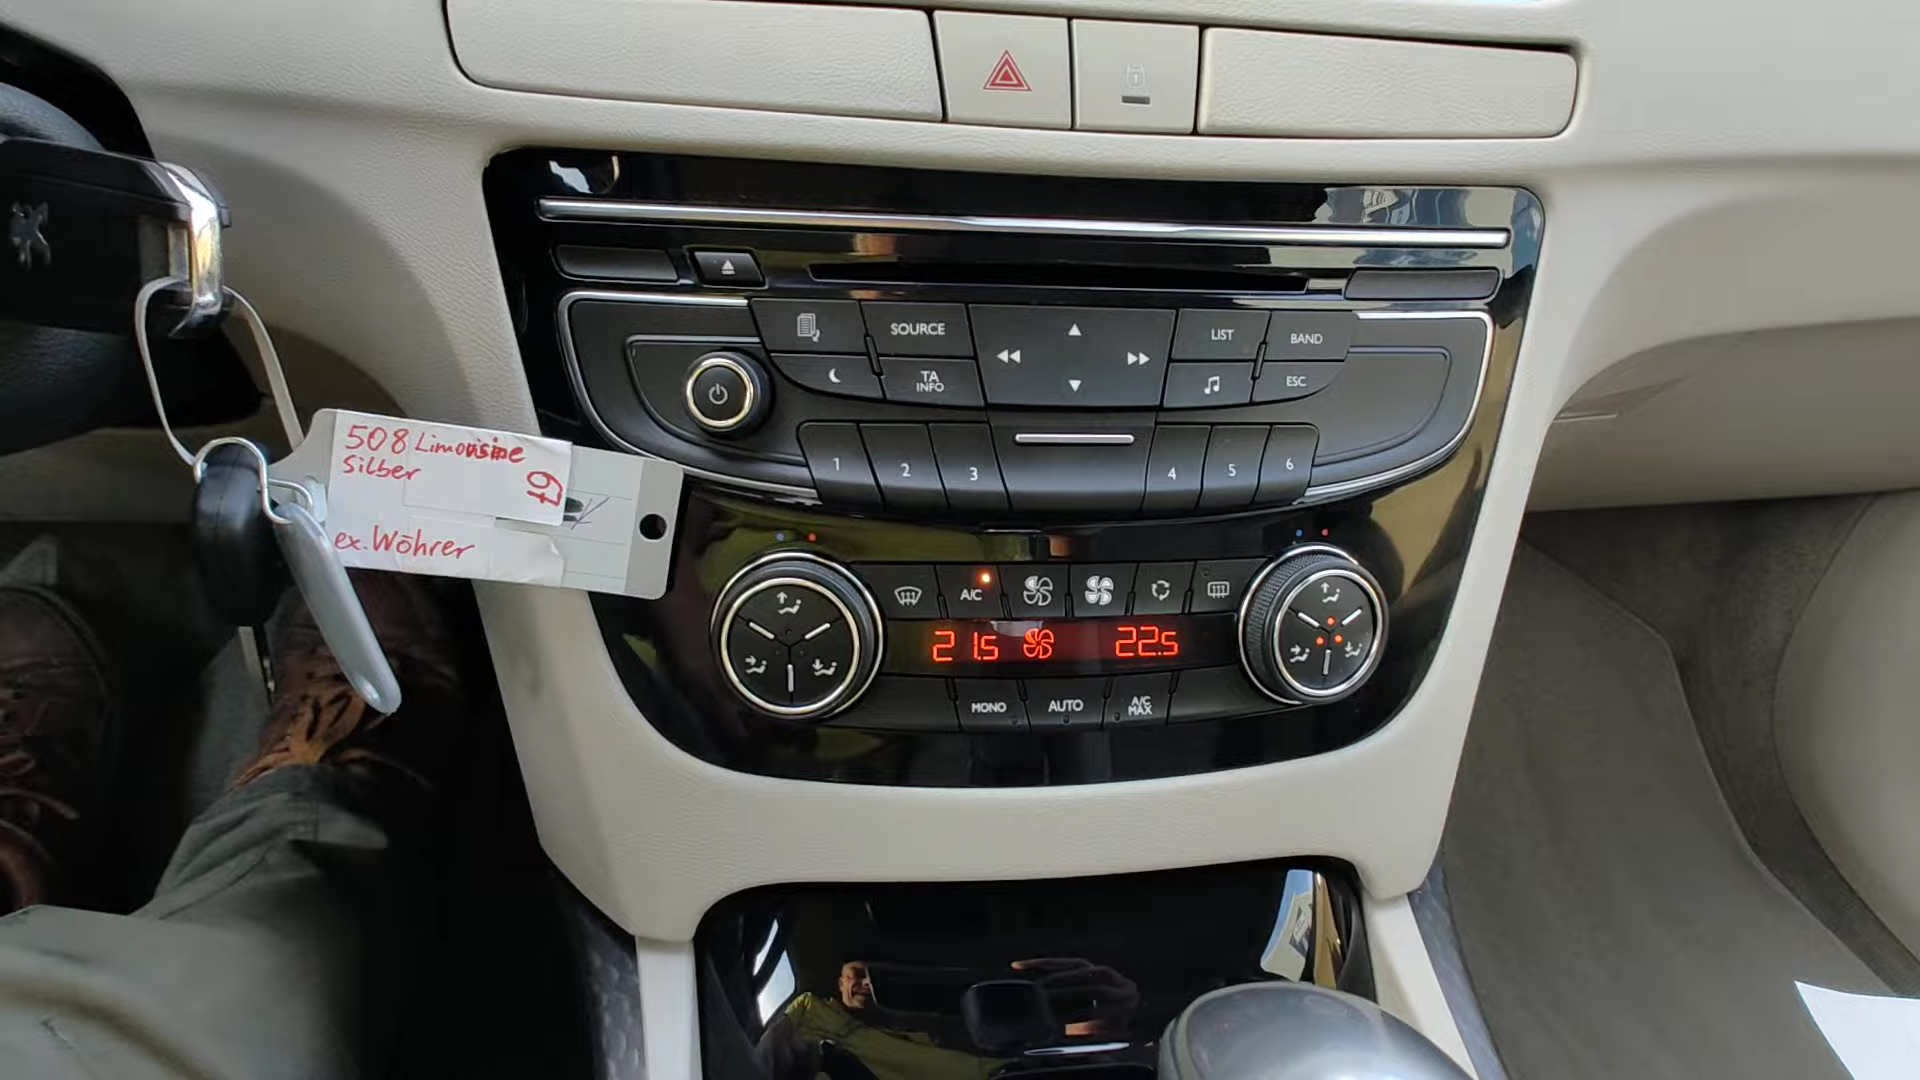 SOURCE
LIST
BAND
TA
INFO
ESC
1
2
3
4
5
6
508 Limousine
Silber
67
ex. Wöhrer
A/C
21.5
22.5
MONO
AUTO
A/C
MAX